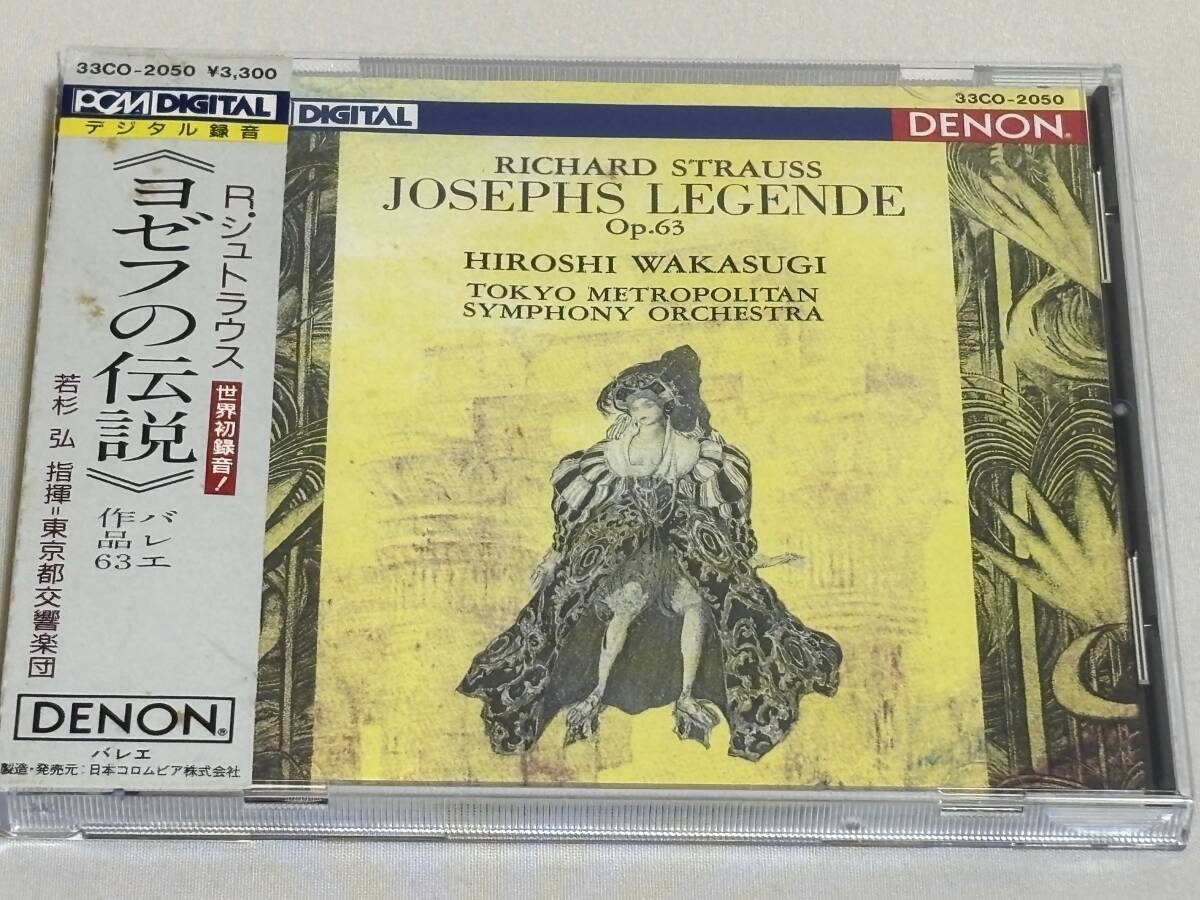 33CO-2050 ¥3,300
PCM DIGITAL
デジタル録音
R.シュトラウス
《ヨゼフの伝説》
世界初録音!
バレエ
作品63
若杉 弘 指揮=東京都交響楽団
DENON®
バレエ
製造・発売元:日本コロムビア株式会社
DIGITAL
33CO-2050
DENON®
RICHARD STRAUSS
JOSEPHS LEGENDE
Op.63
HIROSHI WAKASUGI
TOKYO METROPOLITAN
SYMPHONY ORCHESTRA